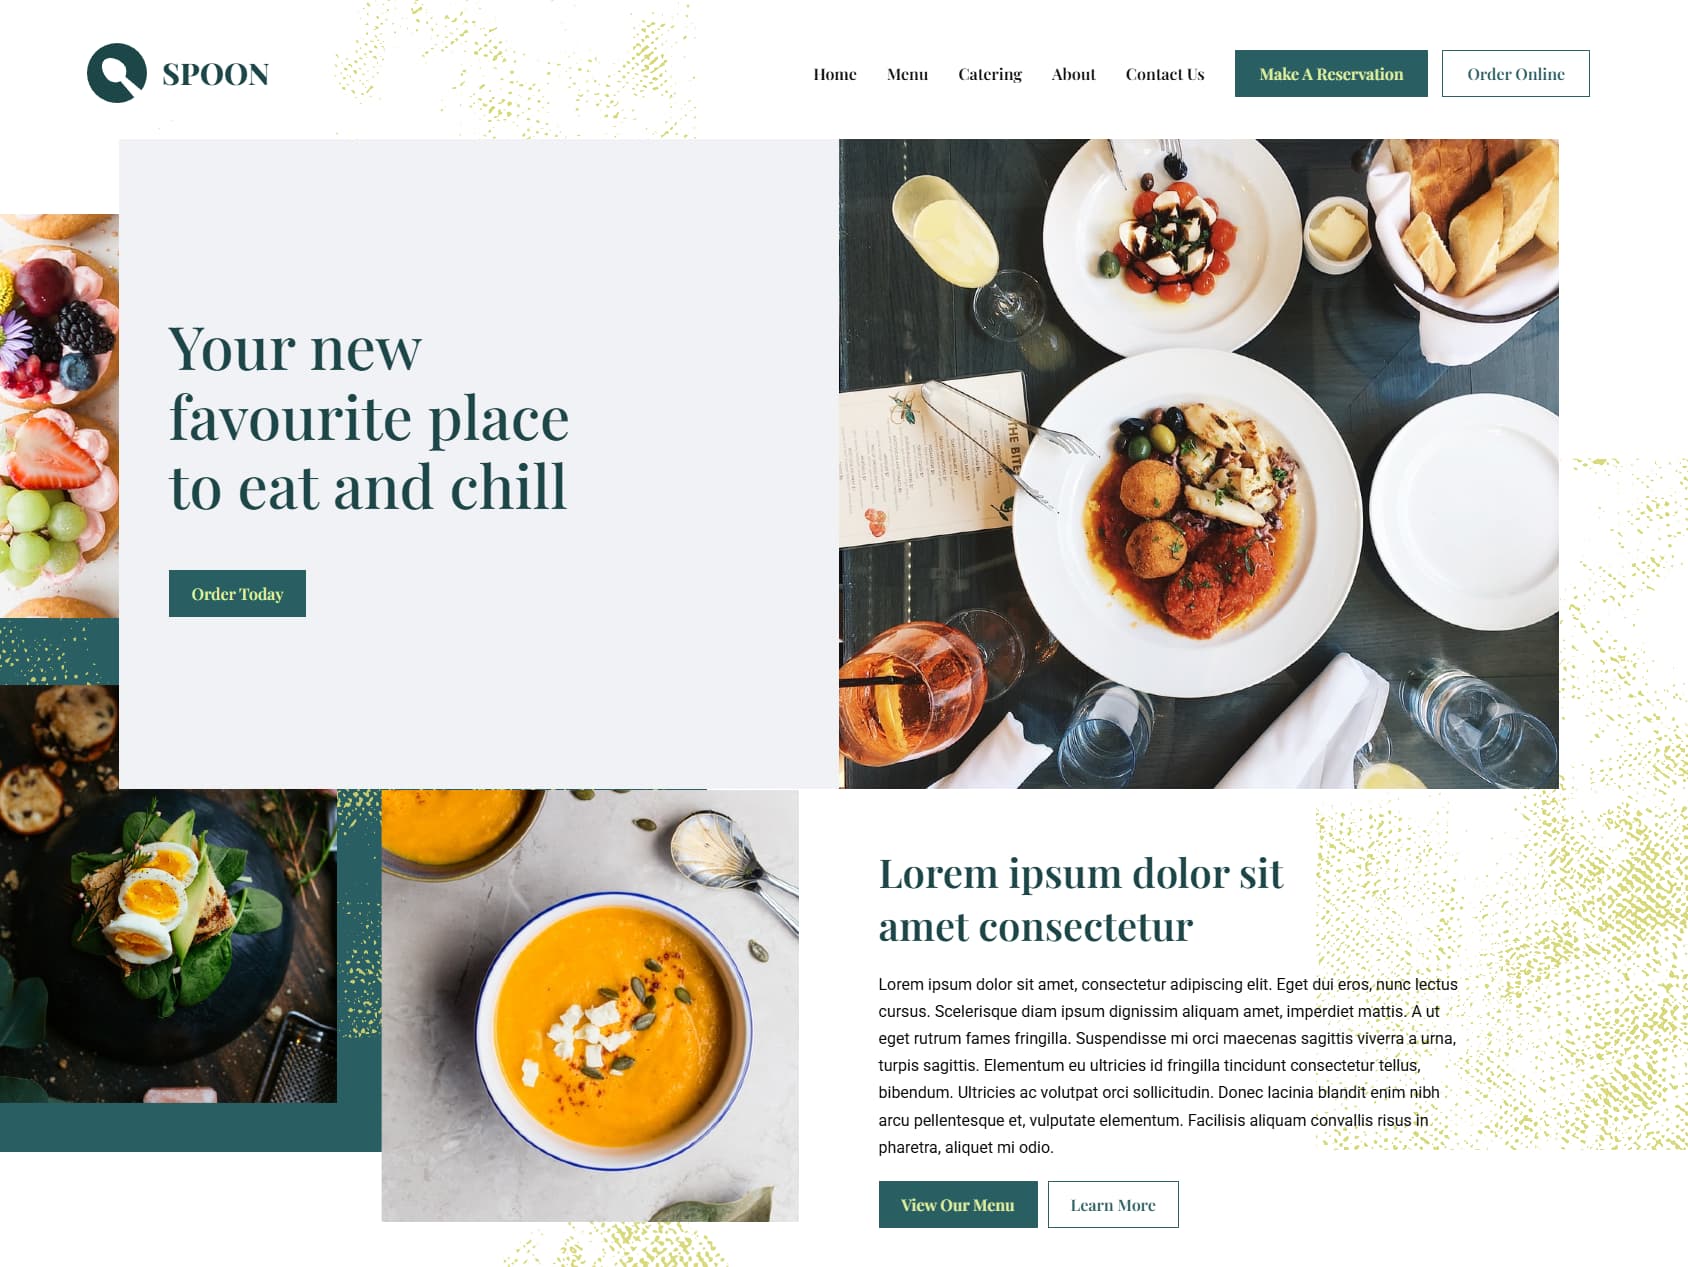 SPOON
Home Menu Catering About Contact Us Make A Reservation Order Online
Your new
favourite place
to eat and chill
Order Today
THE BITE
Lorem ipsum dolor sit
amet consectetur
Lorem ipsum dolor sit amet, consectetur adipiscing elit. Eget dui eros, nunc lectus
cursus. Scelerisque diam ipsum dignissim aliquam amet, imperdiet mattis. A ut
eget rutrum fames fringilla. Suspendisse mi orci maecenas sagittis viverra a urna,
turpis sagittis. Elementum eu ultricies id fringilla tincidunt consectetur tellus,
bibendum. Ultricies ac volutpat orci sollicitudin. Donec lacinia blandit enim nibh
arcu pellentesque et, vulputate elementum. Facilisis aliquam convallis risus in
pharetra, aliquet mi odio.
View Our Menu Learn More